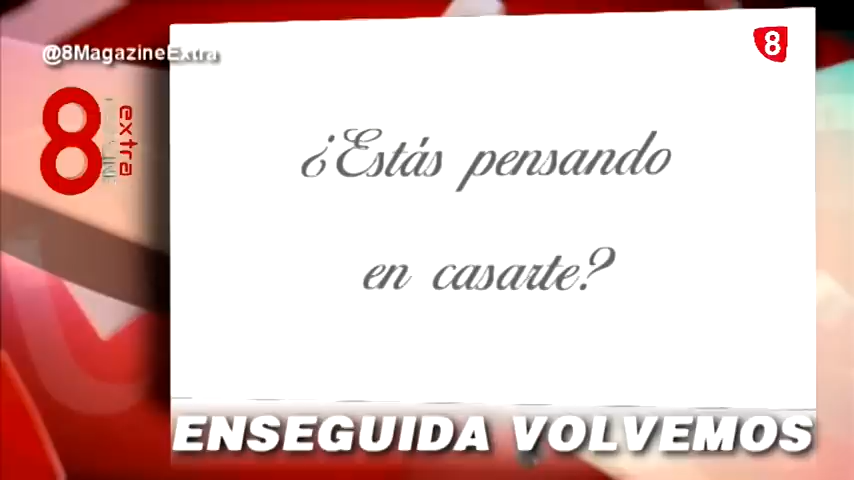 @8MagazineExtra
8
8
extra
¿Estás pensando
en casarte?
ENSEGUIDA VOLVEMOS